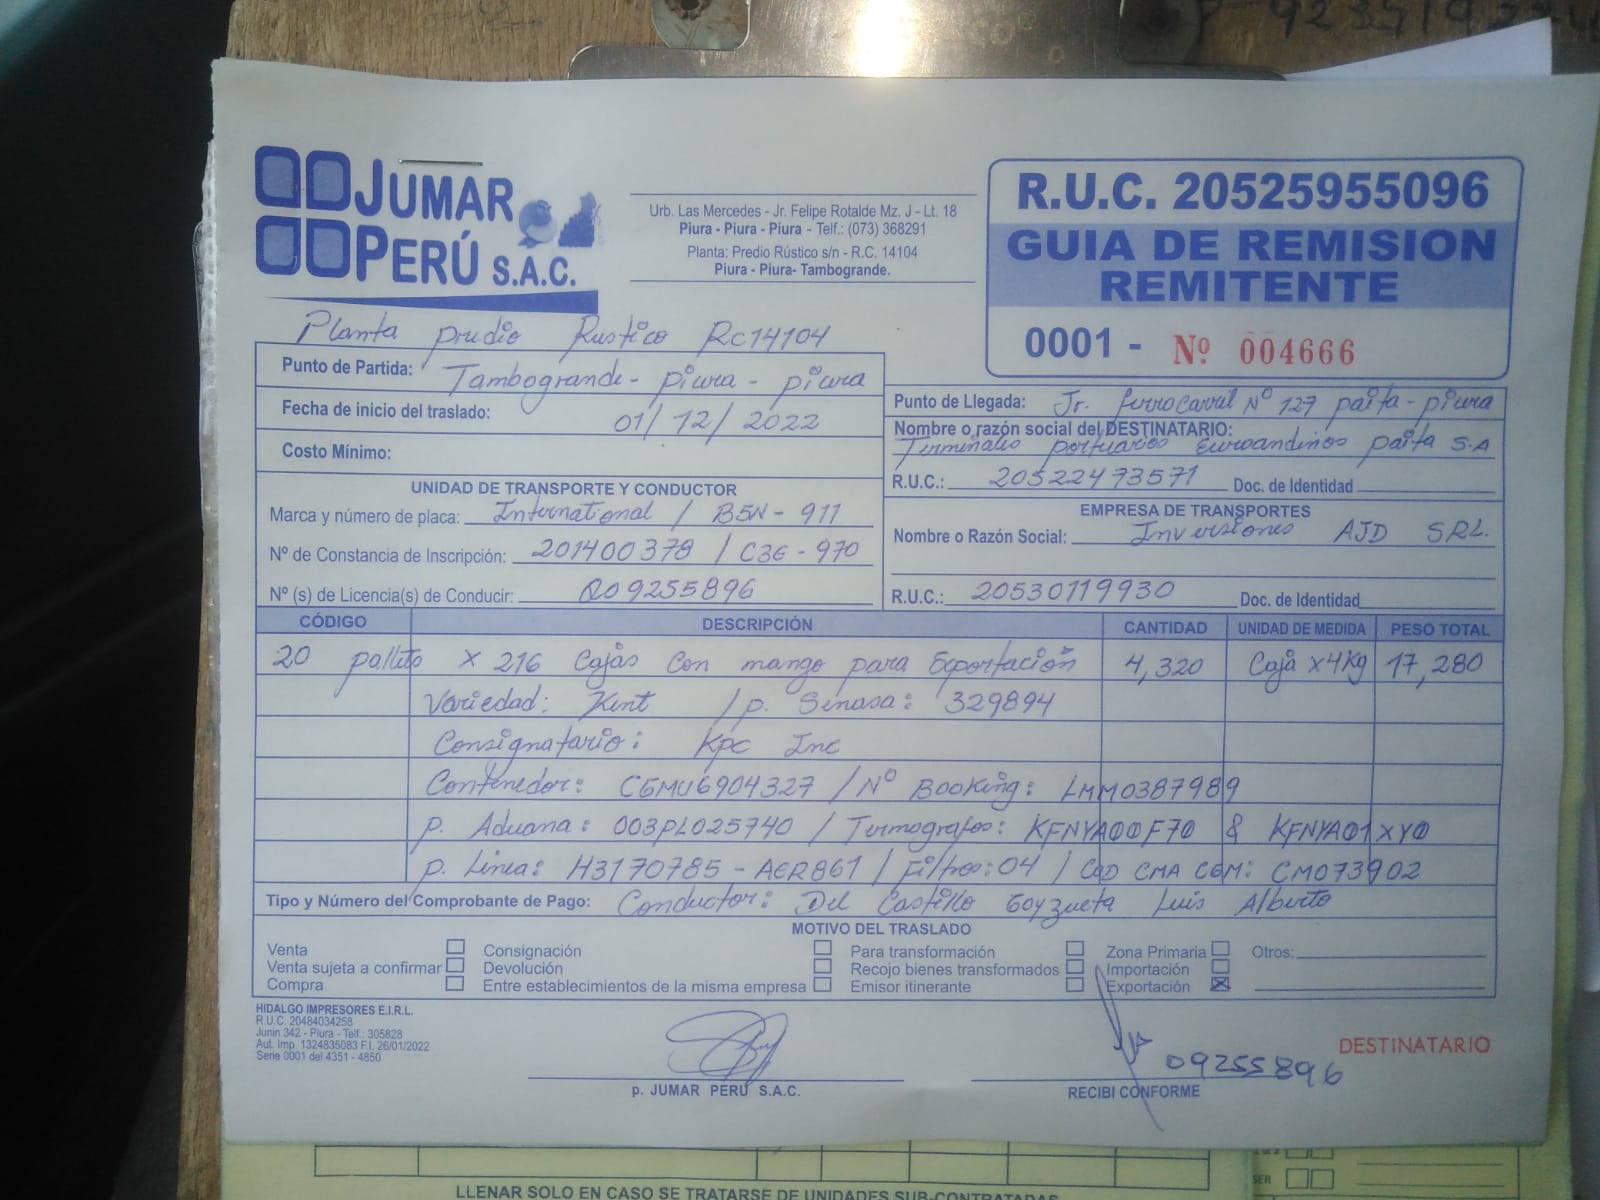 JUMAR
PERÚ S.A.C.
Urb. Las Mercedes - Jr. Felipe Rotalde Mz. J - Lt. 18
Piura - Piura - Piura - Telf.: (073) 368291
Planta: Predio Rústico s/n - R.C. 14104
Piura - Piura- Tambogrande.
R.U.C. 20525955096
GUIA DE REMISION
REMITENTE
0001 - Nº 004666
Planta predio Rustico RC14104
Punto de Partida: Tambogrande - piura - piura
Fecha de inicio del traslado: 01/12/2022
Costo Mínimo:
Punto de Llegada: Jr. ferrocarril Nº 127 paita - piura
Nombre o razón social del DESTINATARIO:
Terminales portuarios Euroandinos paita S.A
R.U.C.: 20522473571 Doc. de Identidad
UNIDAD DE TRANSPORTE Y CONDUCTOR
Marca y número de placa: International / B5N - 911
Nº de Constancia de Inscripción: 201400378 / C3G - 970
Nº (s) de Licencia(s) de Conducir: Q09255896
EMPRESA DE TRANSPORTES
Nombre o Razón Social: Inversiones AJD SRL.
R.U.C.: 20530119930 Doc. de Identidad
CÓDIGO DESCRIPCIÓN CANTIDAD UNIDAD DE MEDIDA PESO TOTAL
20 pallets x 216 Cajas Con mango para Exportación 4,320 Caja x4Kg 17,280
Variedad: Kent / p. Senasa: 329894
Consignatario: Kpc Inc
Contenedor: CGMU6904327 / Nº Booking: LMM0387989
p. Aduana: 003PL025740 / Termografos: KFNYA00F70 & KFNYA01XY0
p. Linea: H3170785 - AER861 / Filtros: 04 / COD CMA CGM: CM073902
Tipo y Número del Comprobante de Pago: Conductor: Del Castillo Goyzueta Luis Alberto
MOTIVO DEL TRASLADO
Venta Consignación Para transformación Zona Primaria Otros:
Venta sujeta a confirmar Devolución Recojo bienes transformados Importación
Compra Entre establecimientos de la misma empresa Emisor itinerante Exportación X
HIDALGO IMPRESORES E.I.R.L.
R.U.C. 20484034258
Junin 342 - Piura - Telf.: 305828
Aut. Imp. 1324835083 F.I. 26/01/2022
Serie 0001 del 4351 - 4850
p. JUMAR PERÚ S.A.C.
09255896
RECIBI CONFORME
DESTINATARIO
LLENAR SOLO EN CASO SE TRATARSE DE UNIDADES SUB-CONTRATADAS